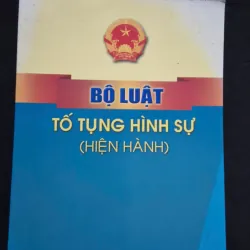 BỘ LUẬT
TỐ TỤNG HÌNH SỰ
(HIỆN HÀNH)